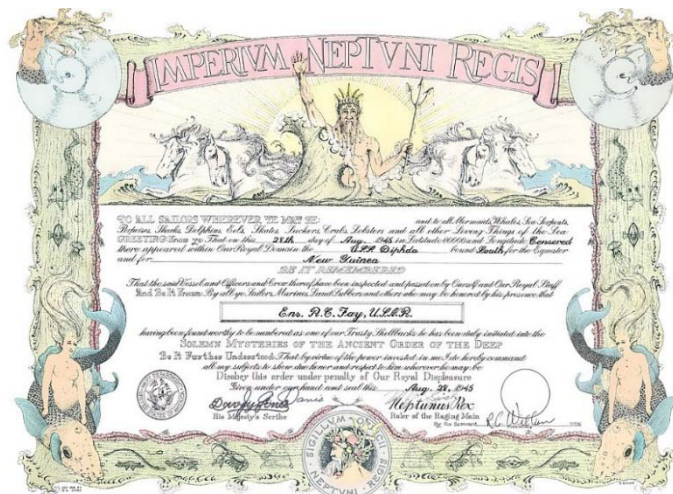 IMPERIVM NEPTVNI REGIS
TO ALL SAILORS WHEREVER YE MAY BE: and to all Mermaids, Whales, Sea Serpents,
Porpoises, Sharks, Dolphins, Eels, Skates, Suckers, Crabs, Lobsters and all other Living Things of the Sea
GREETING: Know ye: That on this 28th day of Aug. 1945 in Latitude 00000 and Longitude Censored
there appeared within Our Royal Domain the U.S.S. Diphda bound South for the Equator
and for New Guinea
BE IT REMEMBERED
That the said Vessel and Officers and Crew thereof have been inspected and passed on by Ourself and Our Royal Staff
And Be It Known: By all ye Sailors, Marines, Land Lubbers and others who may be honored by his presence that
Ens. R.C. Fay,
having been found worthy to be numbered as one of our Trusty Shellbacks he has been duly initiated into the
SOLEMN MYSTERIES OF THE ANCIENT ORDER OF THE DEEP
Be It Further Understood: That by virtue of the power invested in me I do hereby command
all my subjects to show due honor and respect to him wherever he may be
Disobey this order under penalty of Our Royal Displeasure
Given under our hand and seal this Aug. 28, 1945
Davy Jones
Neptunus Rex
His Majesty's Scribe
Ruler of the Raging Main
By His Servant
SIGILLVM
NEPTVNI REGIS